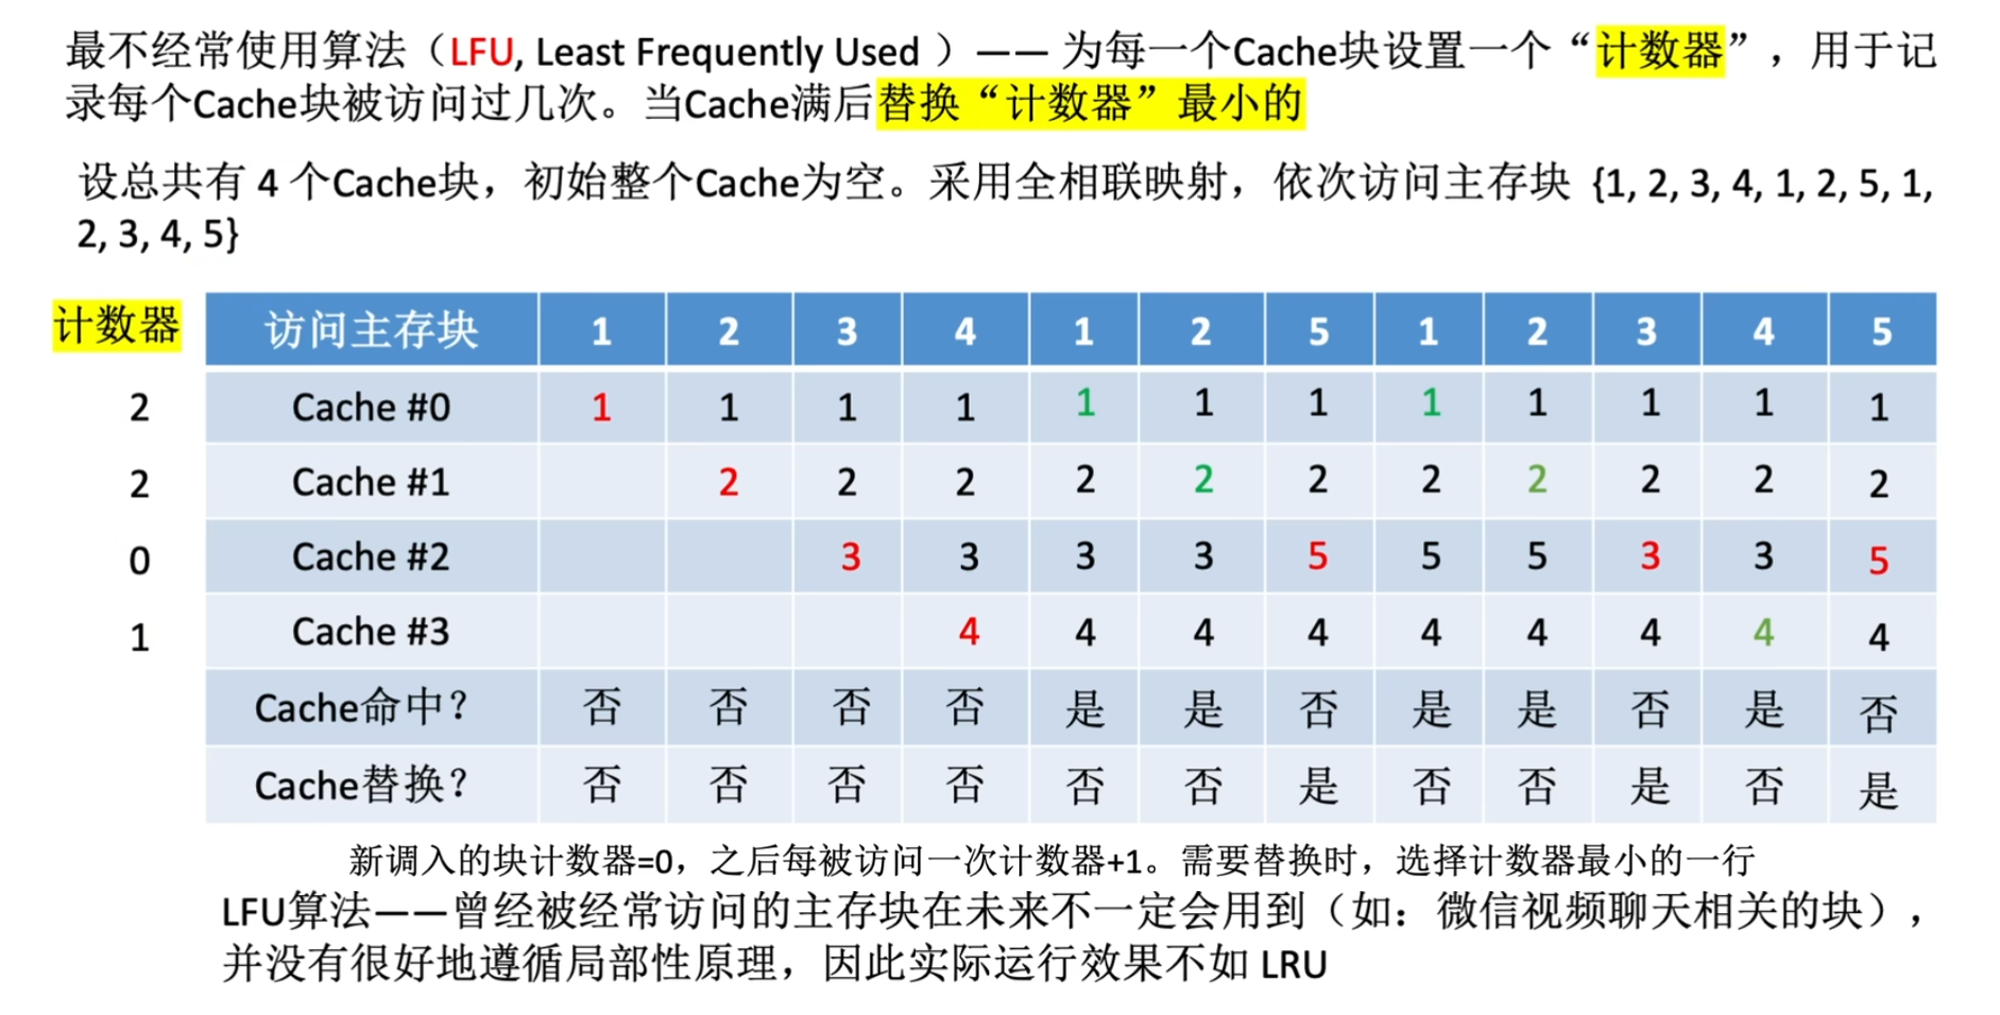 最不经常使用算法（LFU, Least Frequently Used ）—— 为每一个Cache块设置一个“计数器”，用于记
录每个Cache块被访问过几次。当Cache满后替换“计数器”最小的
设总共有 4 个Cache块，初始整个Cache为空。采用全相联映射，依次访问主存块 {1, 2, 3, 4, 1, 2, 5, 1,
2, 3, 4, 5}
计数器 访问主存块 1 2 3 4 1 2 5 1 2 3 4 5
2 Cache #0 1 1 1 1 1 1 1 1 1 1 1 1
2 Cache #1 2 2 2 2 2 2 2 2 2 2 2
0 Cache #2 3 3 3 3 5 5 5 3 3 5
1 Cache #3 4 4 4 4 4 4 4 4 4
Cache命中？ 否 否 否 否 是 是 否 是 是 否 是 否
Cache替换？ 否 否 否 否 否 否 是 否 否 是 否 是
新调入的块计数器=0，之后每被访问一次计数器+1。需要替换时，选择计数器最小的一行
LFU算法——曾经被经常访问的主存块在未来不一定会用到（如：微信视频聊天相关的块），
并没有很好地遵循局部性原理，因此实际运行效果不如 LRU